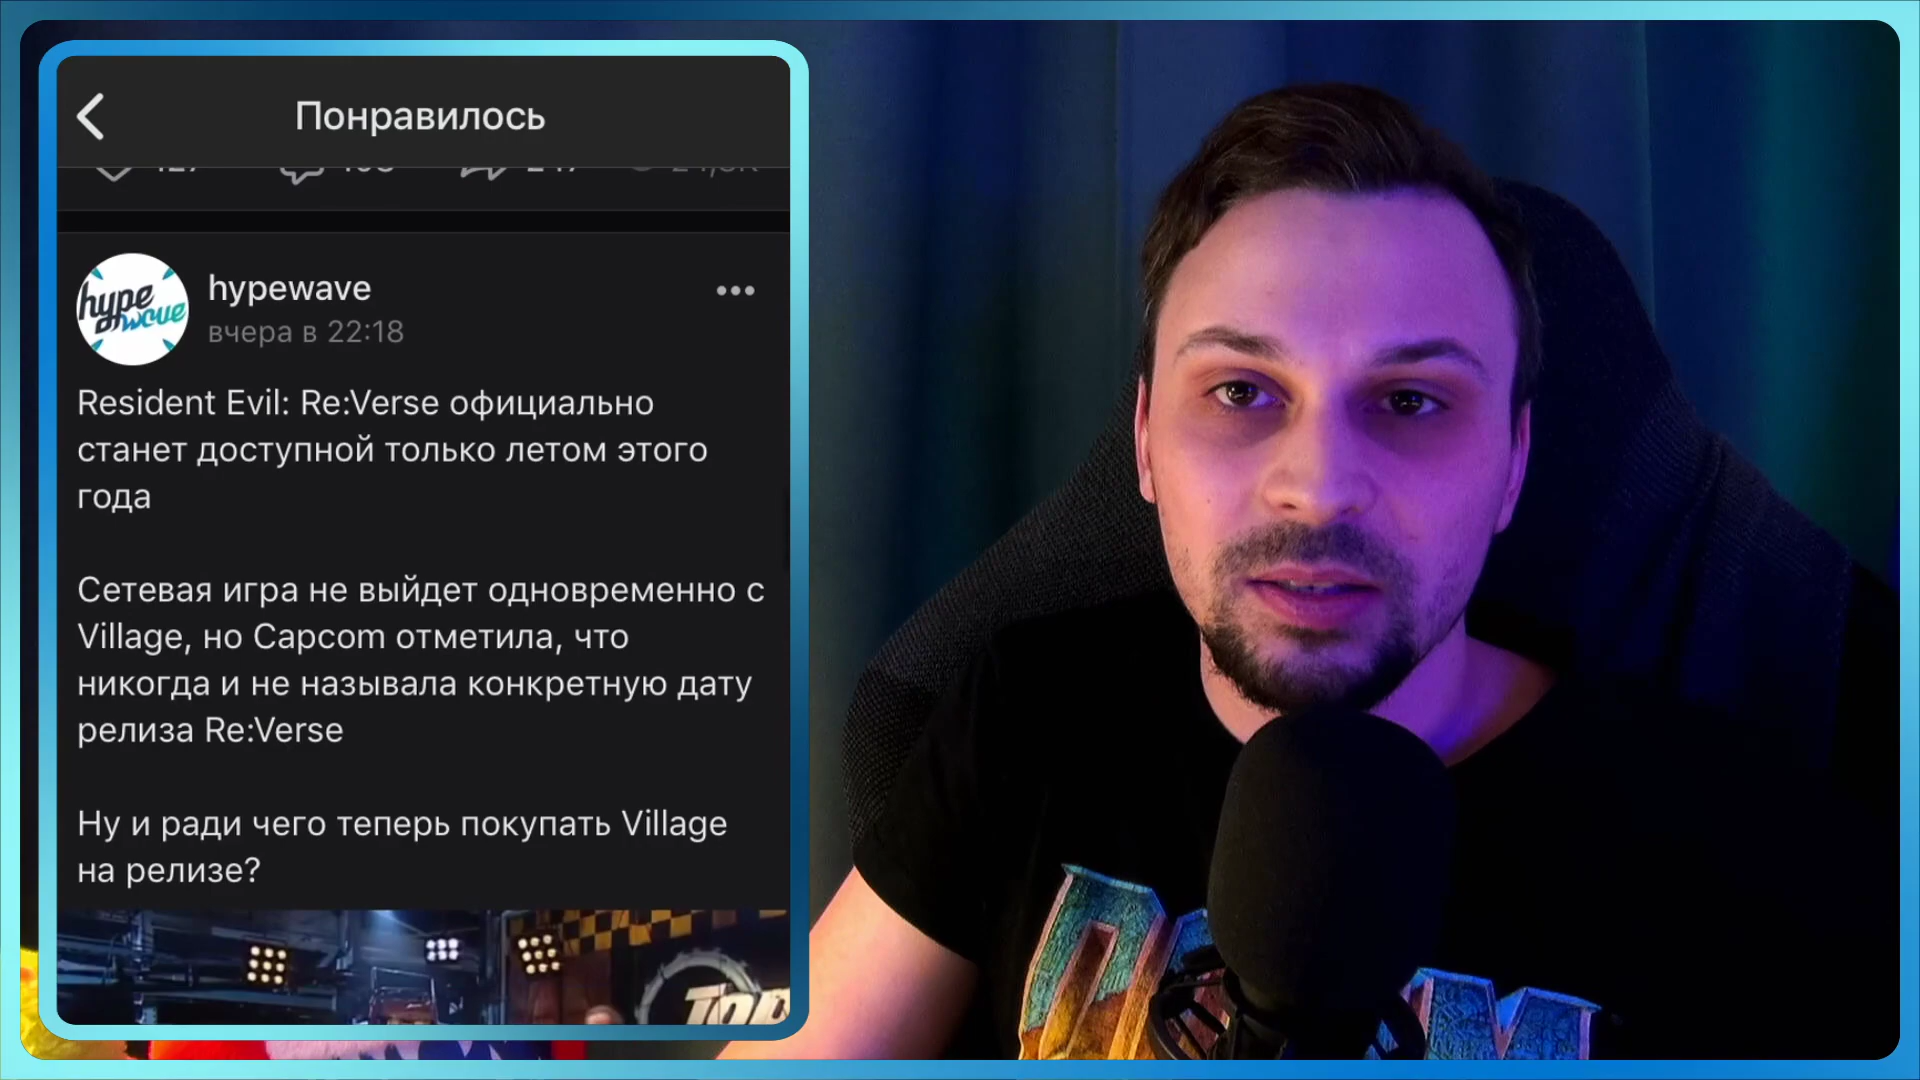 Понравилось
hypewave
hype
wave
вчера в 22:18
Resident Evil: Re:Verse официально
станет доступной только летом этого
года
Сетевая игра не выйдет одновременно с
Village, но Capcom отметила, что
никогда и не называла конкретную дату
релиза Re:Verse
Ну и ради чего теперь покупать Village
на релизе?